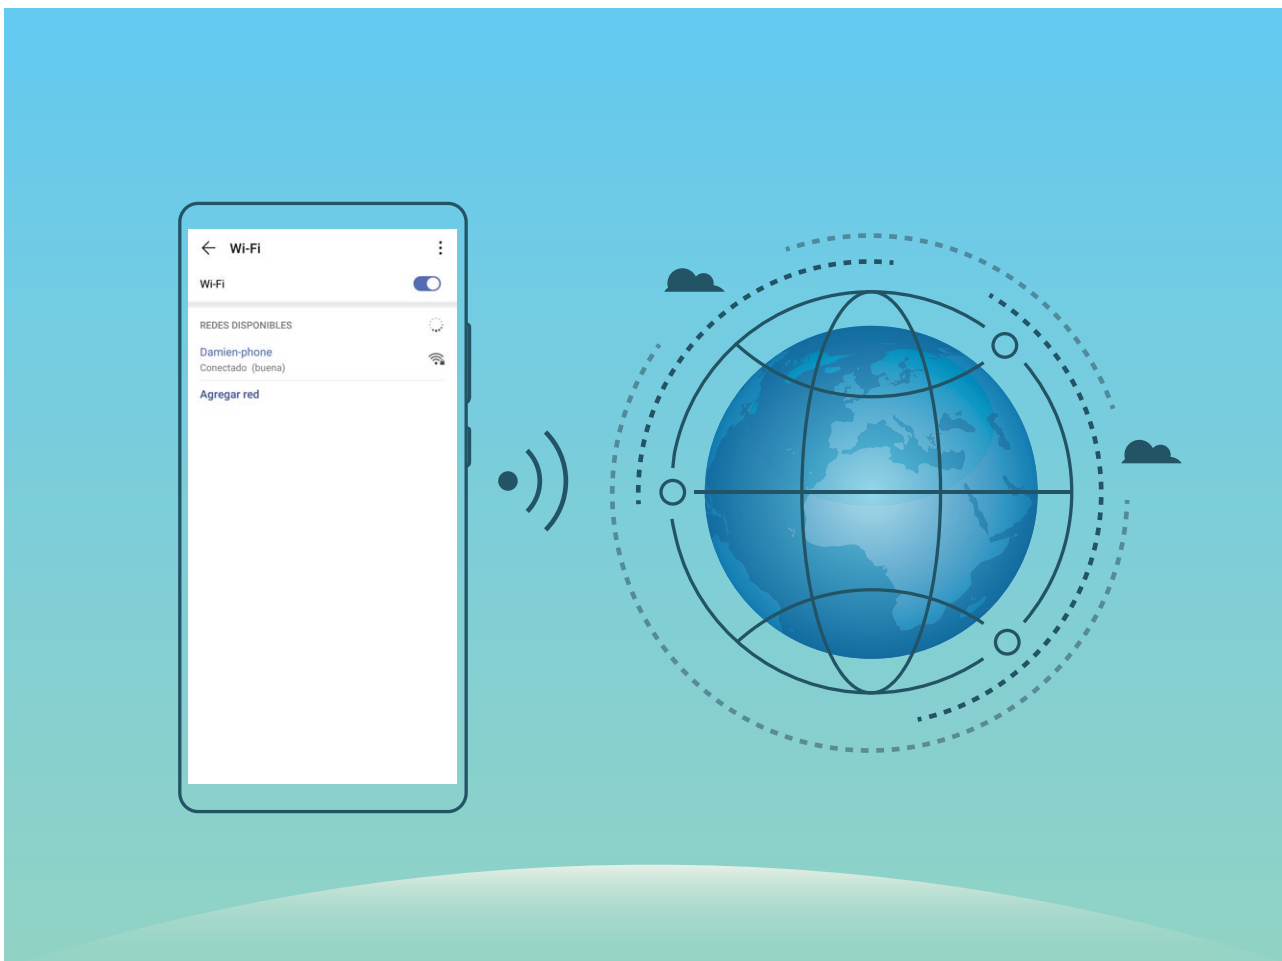 Wi-Fi
Wi-Fi
REDES DISPONIBLES
Damien-phone
Conectado (buena)
Agregar red